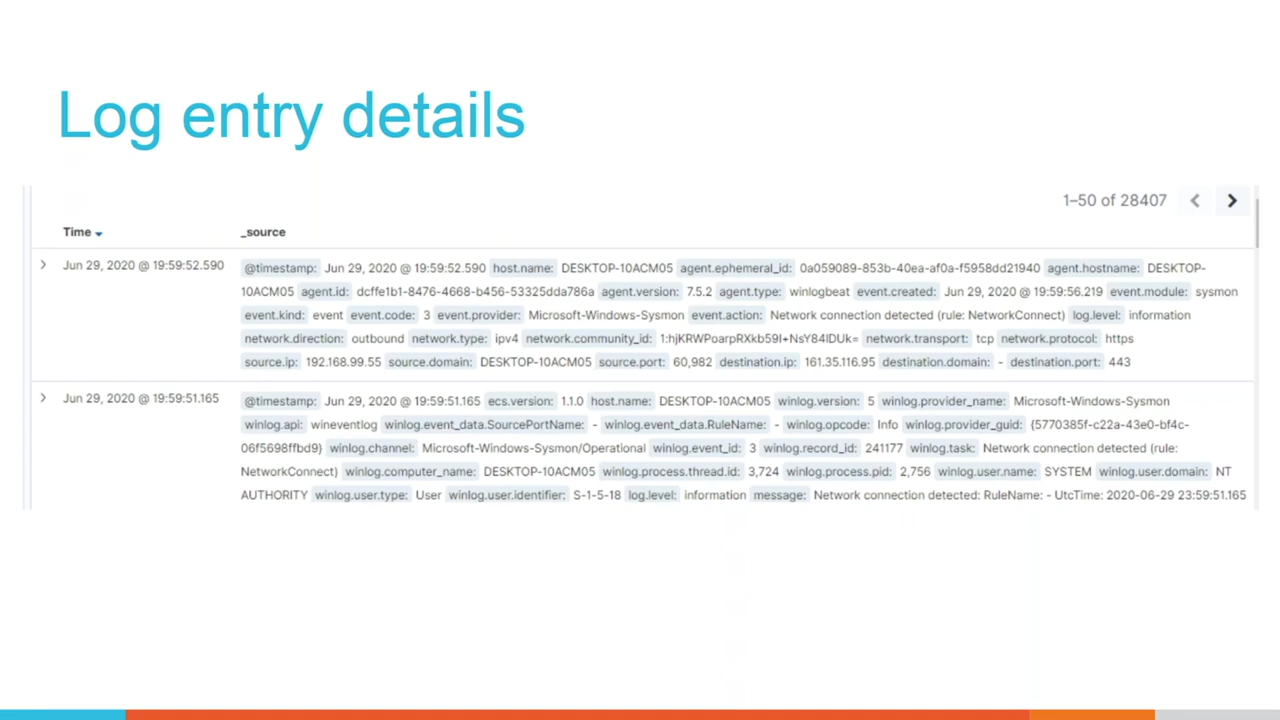 Log entry details
1–50 of 28407
Time _source
Jun 29, 2020 @ 19:59:52.590 @timestamp: Jun 29, 2020 @ 19:59:52.590 host.name: DESKTOP-10ACM05 agent.ephemeral_id: 0a059089-853b-40ea-af0a-f5958dd21940 agent.hostname: DESKTOP-
10ACM05 agent.id: dcffe1b1-8476-4668-b456-53325dda786a agent.version: 7.5.2 agent.type: winlogbeat event.created: Jun 29, 2020 @ 19:59:56.219 event.module: sysmon
event.kind: event event.code: 3 event.provider: Microsoft-Windows-Sysmon event.action: Network connection detected (rule: NetworkConnect) log.level: information
network.direction: outbound network.type: ipv4 network.community_id: 1:hjKRWPoarpRXkb59I+NsY84lDUk= network.transport: tcp network.protocol: https
source.ip: 192.168.99.55 source.domain: DESKTOP-10ACM05 source.port: 60,982 destination.ip: 161.35.116.95 destination.domain: - destination.port: 443
Jun 29, 2020 @ 19:59:51.165 @timestamp: Jun 29, 2020 @ 19:59:51.165 ecs.version: 1.1.0 host.name: DESKTOP-10ACM05 winlog.version: 5 winlog.provider_name: Microsoft-Windows-Sysmon
winlog.api: wineventlog winlog.event_data.SourcePortName: - winlog.event_data.RuleName: - winlog.opcode: Info winlog.provider_guid: {5770385f-c22a-43e0-bf4c-
06f5698ffbd9} winlog.channel: Microsoft-Windows-Sysmon/Operational winlog.event_id: 3 winlog.record_id: 241177 winlog.task: Network connection detected (rule:
NetworkConnect) winlog.computer_name: DESKTOP-10ACM05 winlog.process.thread.id: 3,724 winlog.process.pid: 2,756 winlog.user.name: SYSTEM winlog.user.domain: NT
AUTHORITY winlog.user.type: User winlog.user.identifier: S-1-5-18 log.level: information message: Network connection detected: RuleName: - UtcTime: 2020-06-29 23:59:51.165